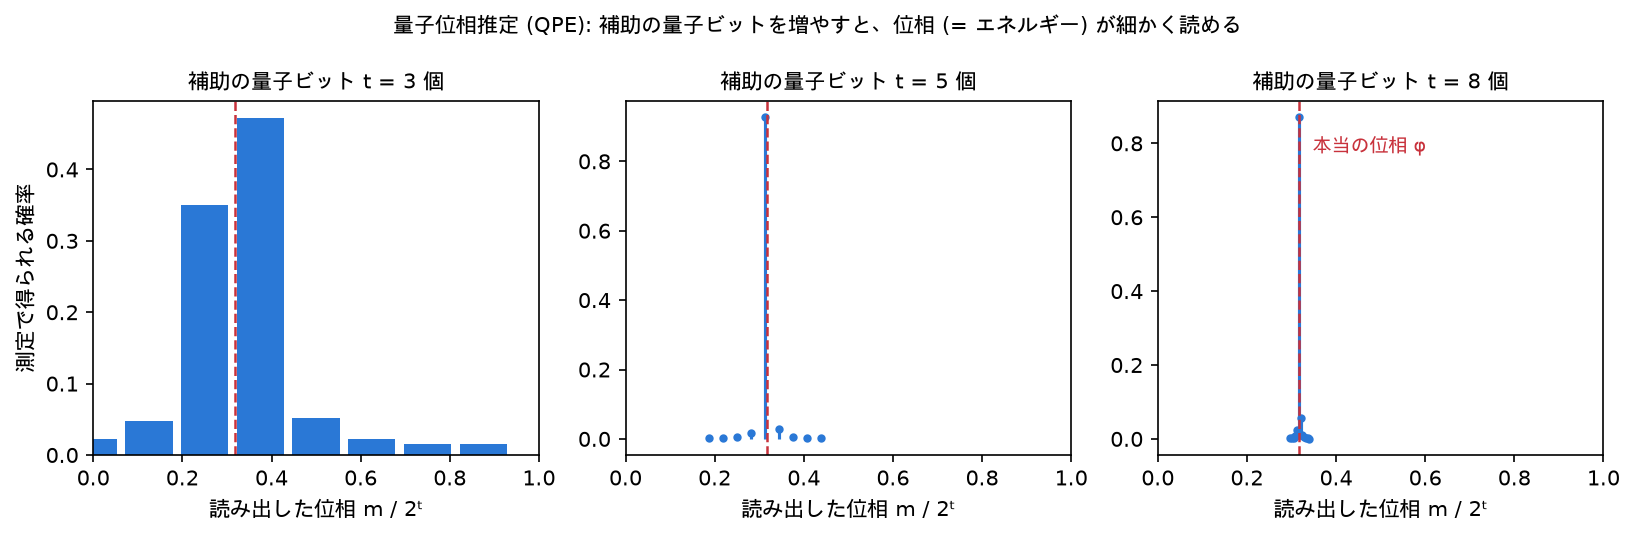 量子位相推定 (QPE): 補助の量子ビットを増やすと、位相 (= エネルギー) が細かく読める
補助の量子ビット t = 3 個
測定で得られる確率
0.4
0.3
0.2
0.1
0.0
0.0 0.2 0.4 0.6 0.8 1.0
読み出した位相 m / 2ᵗ
補助の量子ビット t = 5 個
0.8
0.6
0.4
0.2
0.0
0.0 0.2 0.4 0.6 0.8 1.0
読み出した位相 m / 2ᵗ
補助の量子ビット t = 8 個
本当の位相 φ
0.8
0.6
0.4
0.2
0.0
0.0 0.2 0.4 0.6 0.8 1.0
読み出した位相 m / 2ᵗ